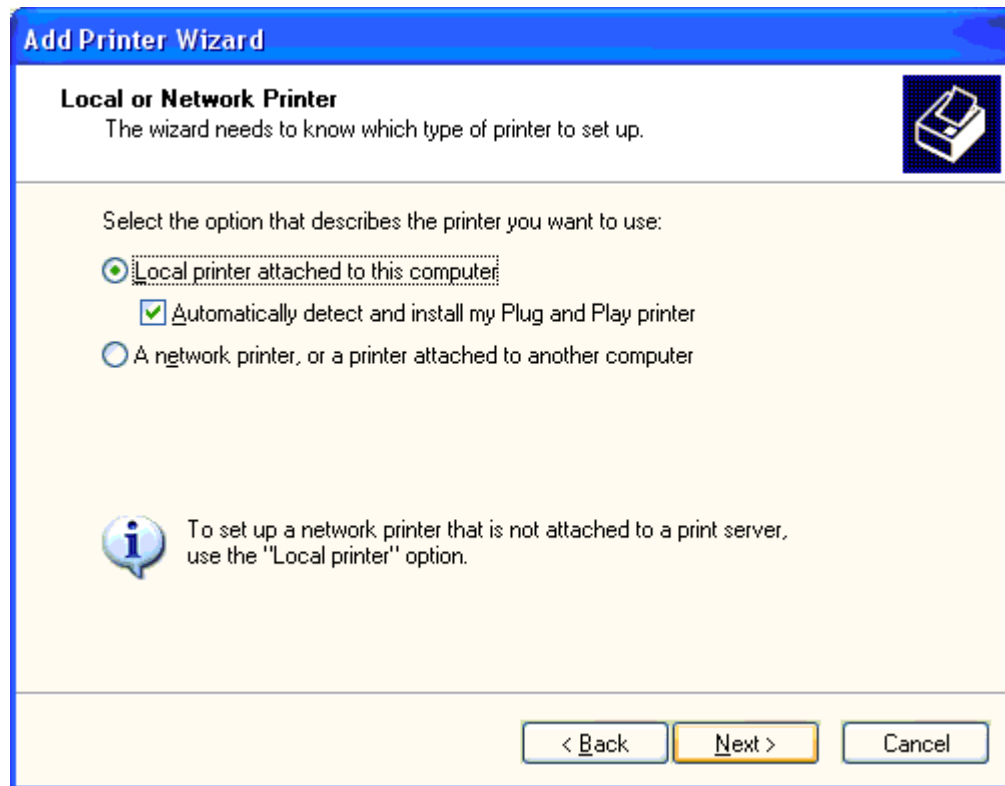 Add Printer Wizard
Local or Network Printer
The wizard needs to know which type of printer to set up.
Select the option that describes the printer you want to use:
Local printer attached to this computer
Automatically detect and install my Plug and Play printer
A network printer, or a printer attached to another computer
To set up a network printer that is not attached to a print server,
use the "Local printer" option.
< Back Next > Cancel